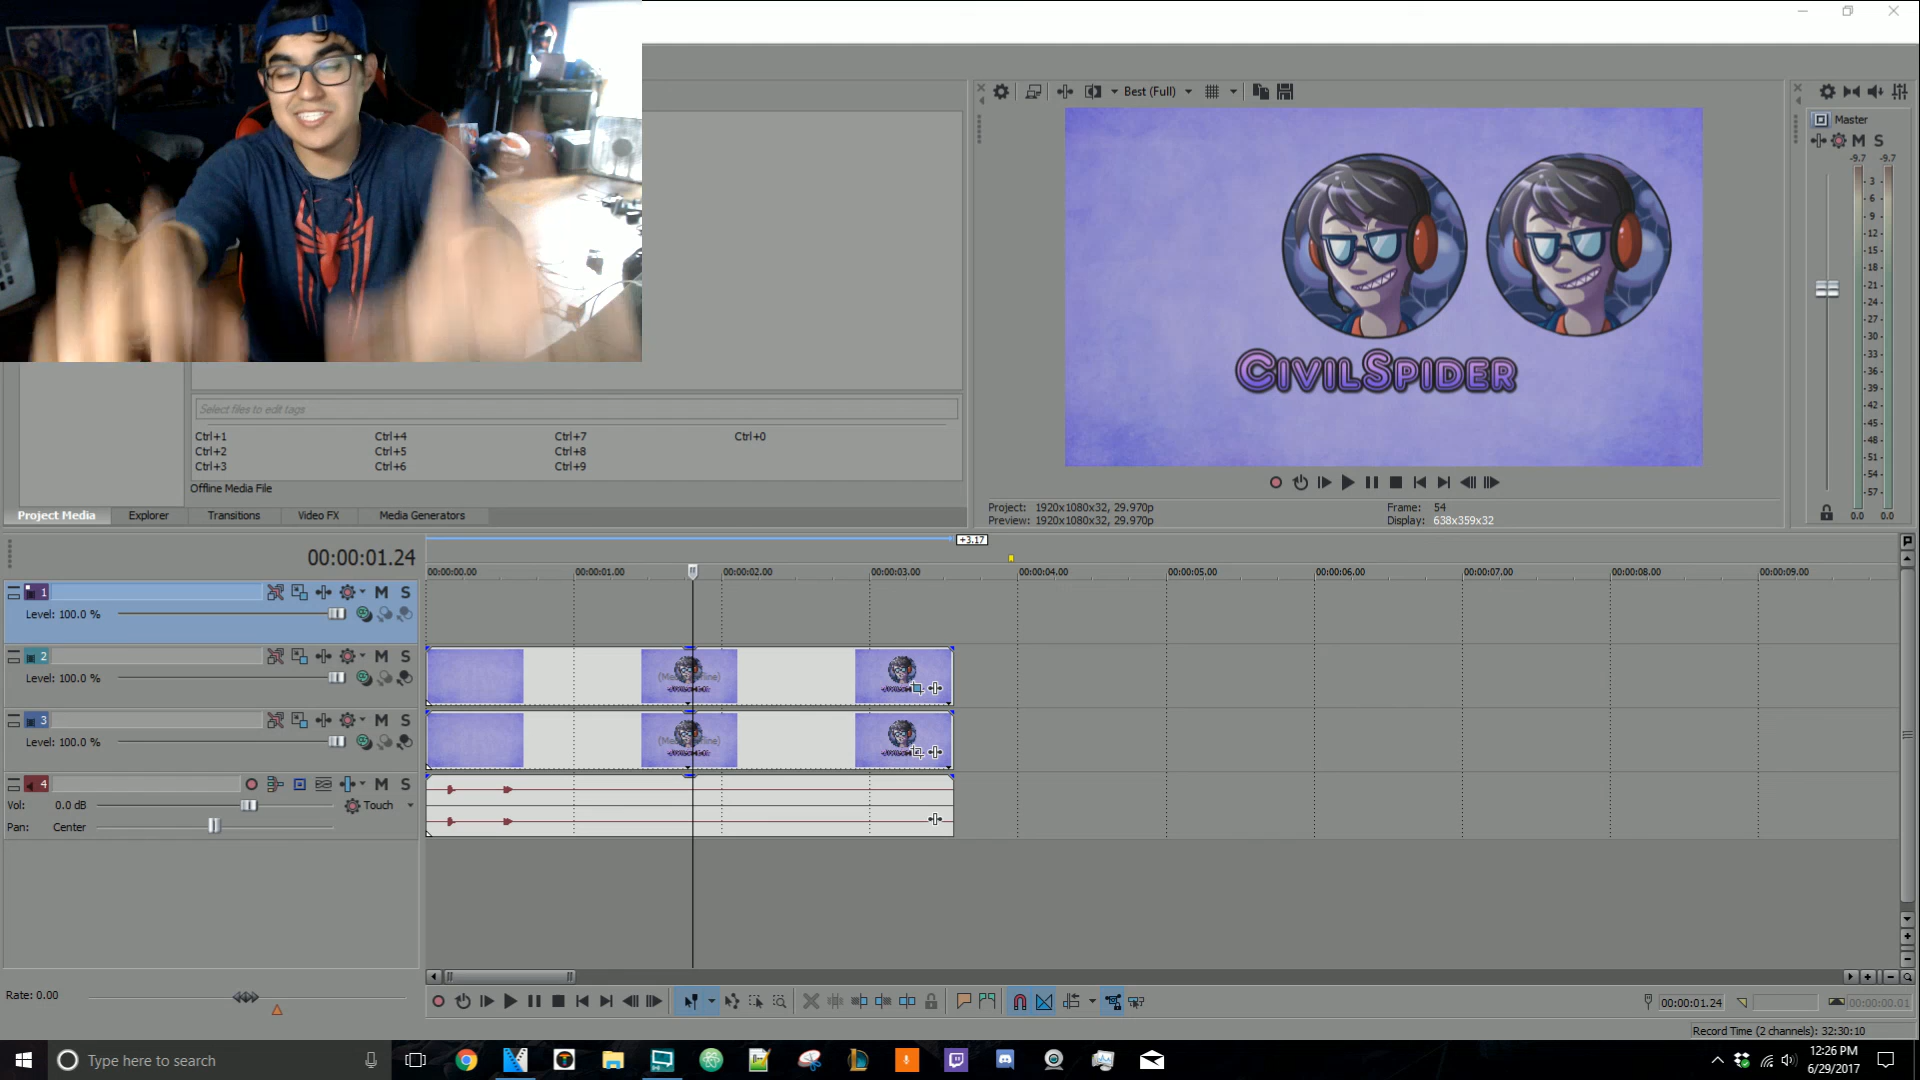 Best (Full)
Master
M S
-9.7 -9.7
3
6
9
12
15
18
21
24
27
30
33
36
39
42
45
48
51
54
57
0.0 0.0
CivilSpider
Select files to edit tags
Ctrl+1 Ctrl+4 Ctrl+7 Ctrl+0
Ctrl+2 Ctrl+5 Ctrl+8
Ctrl+3 Ctrl+6 Ctrl+9
Offline Media File
Project Media Explorer Transitions Video FX Media Generators
Project: 1920x1080x32, 29.970p Frame: 54
Preview: 1920x1080x32, 29.970p Display: 638x359x32
+3.17
00:00:01.24
00:00:00.00 00:00:01.00 00:00:02.00 00:00:03.00 00:00:04.00 00:00:05.00 00:00:06.00 00:00:07.00 00:00:08.00 00:00:09.00
1 M S
Level: 100.0 %
2 M S
Level: 100.0 %
3 M S
Level: 100.0 %
4 M S
Vol: 0.0 dB Touch
Pan: Center
Rate: 0.00
00:00:01.24 00:00:00.01
Record Time (2 channels): 32:30:10
Type here to search
12:26 PM
6/29/2017